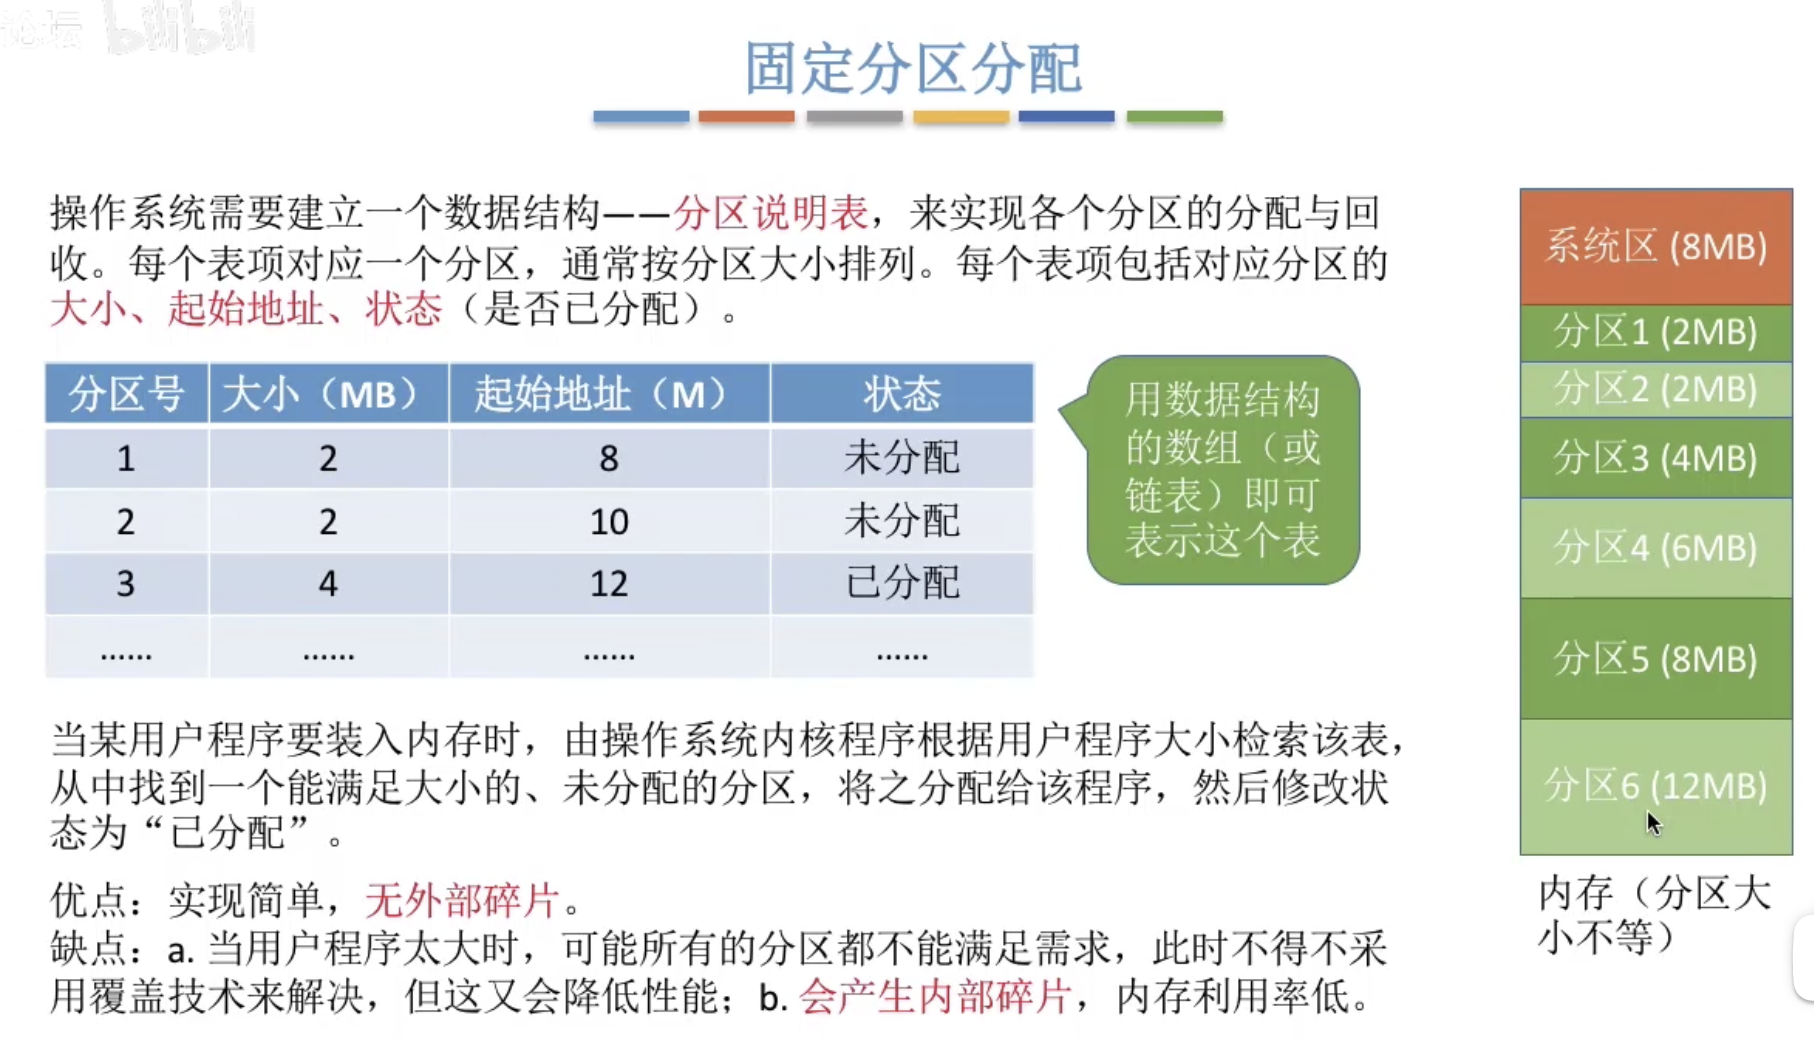 论坛 bilibili
固定分区分配
操作系统需要建立一个数据结构——分区说明表，来实现各个分区的分配与回
收。每个表项对应一个分区，通常按分区大小排列。每个表项包括对应分区的
大小、起始地址、状态（是否已分配）。
分区号 大小（MB） 起始地址（M） 状态
1 2 8 未分配
2 2 10 未分配
3 4 12 已分配
...... ...... ...... ......
用数据结构
的数组（或
链表）即可
表示这个表
当某用户程序要装入内存时，由操作系统内核程序根据用户程序大小检索该表，
从中找到一个能满足大小的、未分配的分区，将之分配给该程序，然后修改状
态为“已分配”。
优点：实现简单，无外部碎片。
缺点：a. 当用户程序太大时，可能所有的分区都不能满足需求，此时不得不采
用覆盖技术来解决，但这又会降低性能；b. 会产生内部碎片，内存利用率低。
系统区 (8MB)
分区1 (2MB)
分区2 (2MB)
分区3 (4MB)
分区4 (6MB)
分区5 (8MB)
分区6 (12MB)
内存（分区大
小不等）